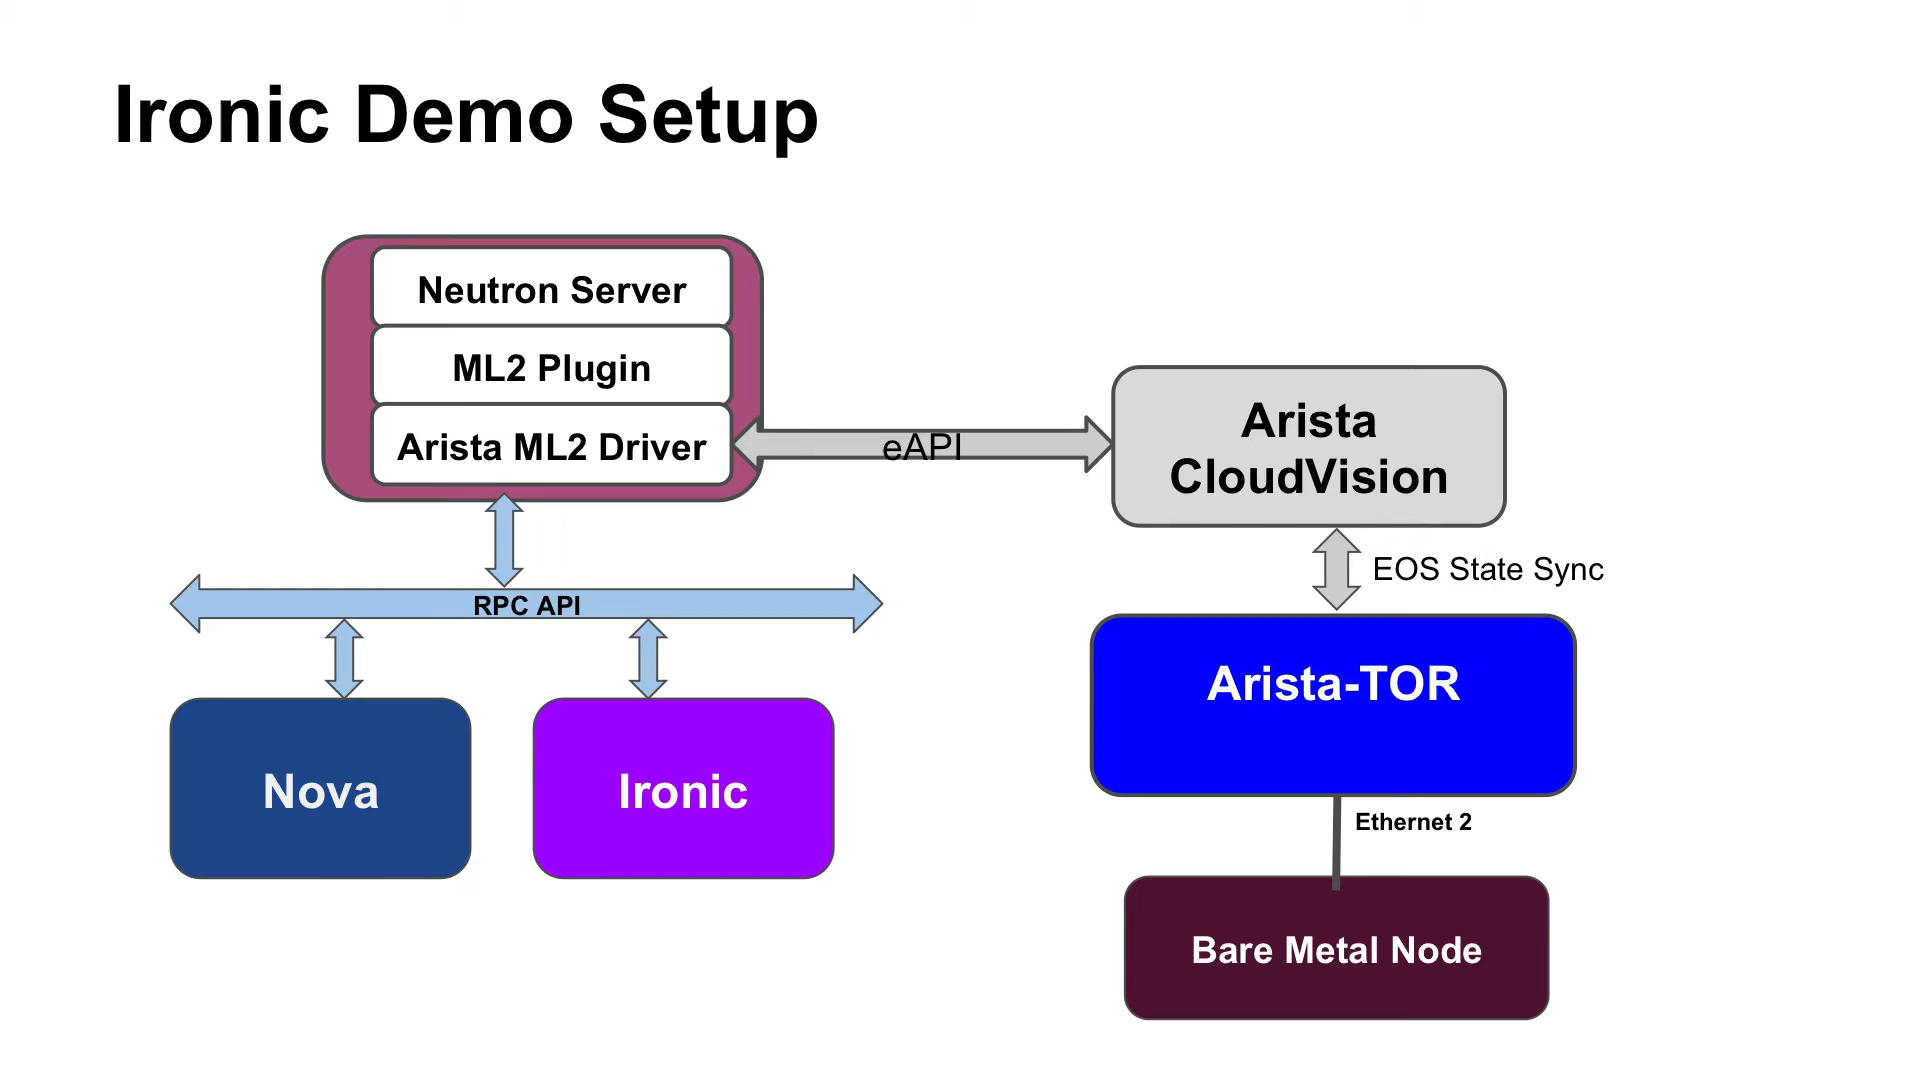 Ironic Demo Setup
Neutron Server
ML2 Plugin
Arista ML2 Driver
eAPI
Arista
CloudVision
EOS State Sync
RPC API
Arista-TOR
Nova
Ironic
Ethernet 2
Bare Metal Node